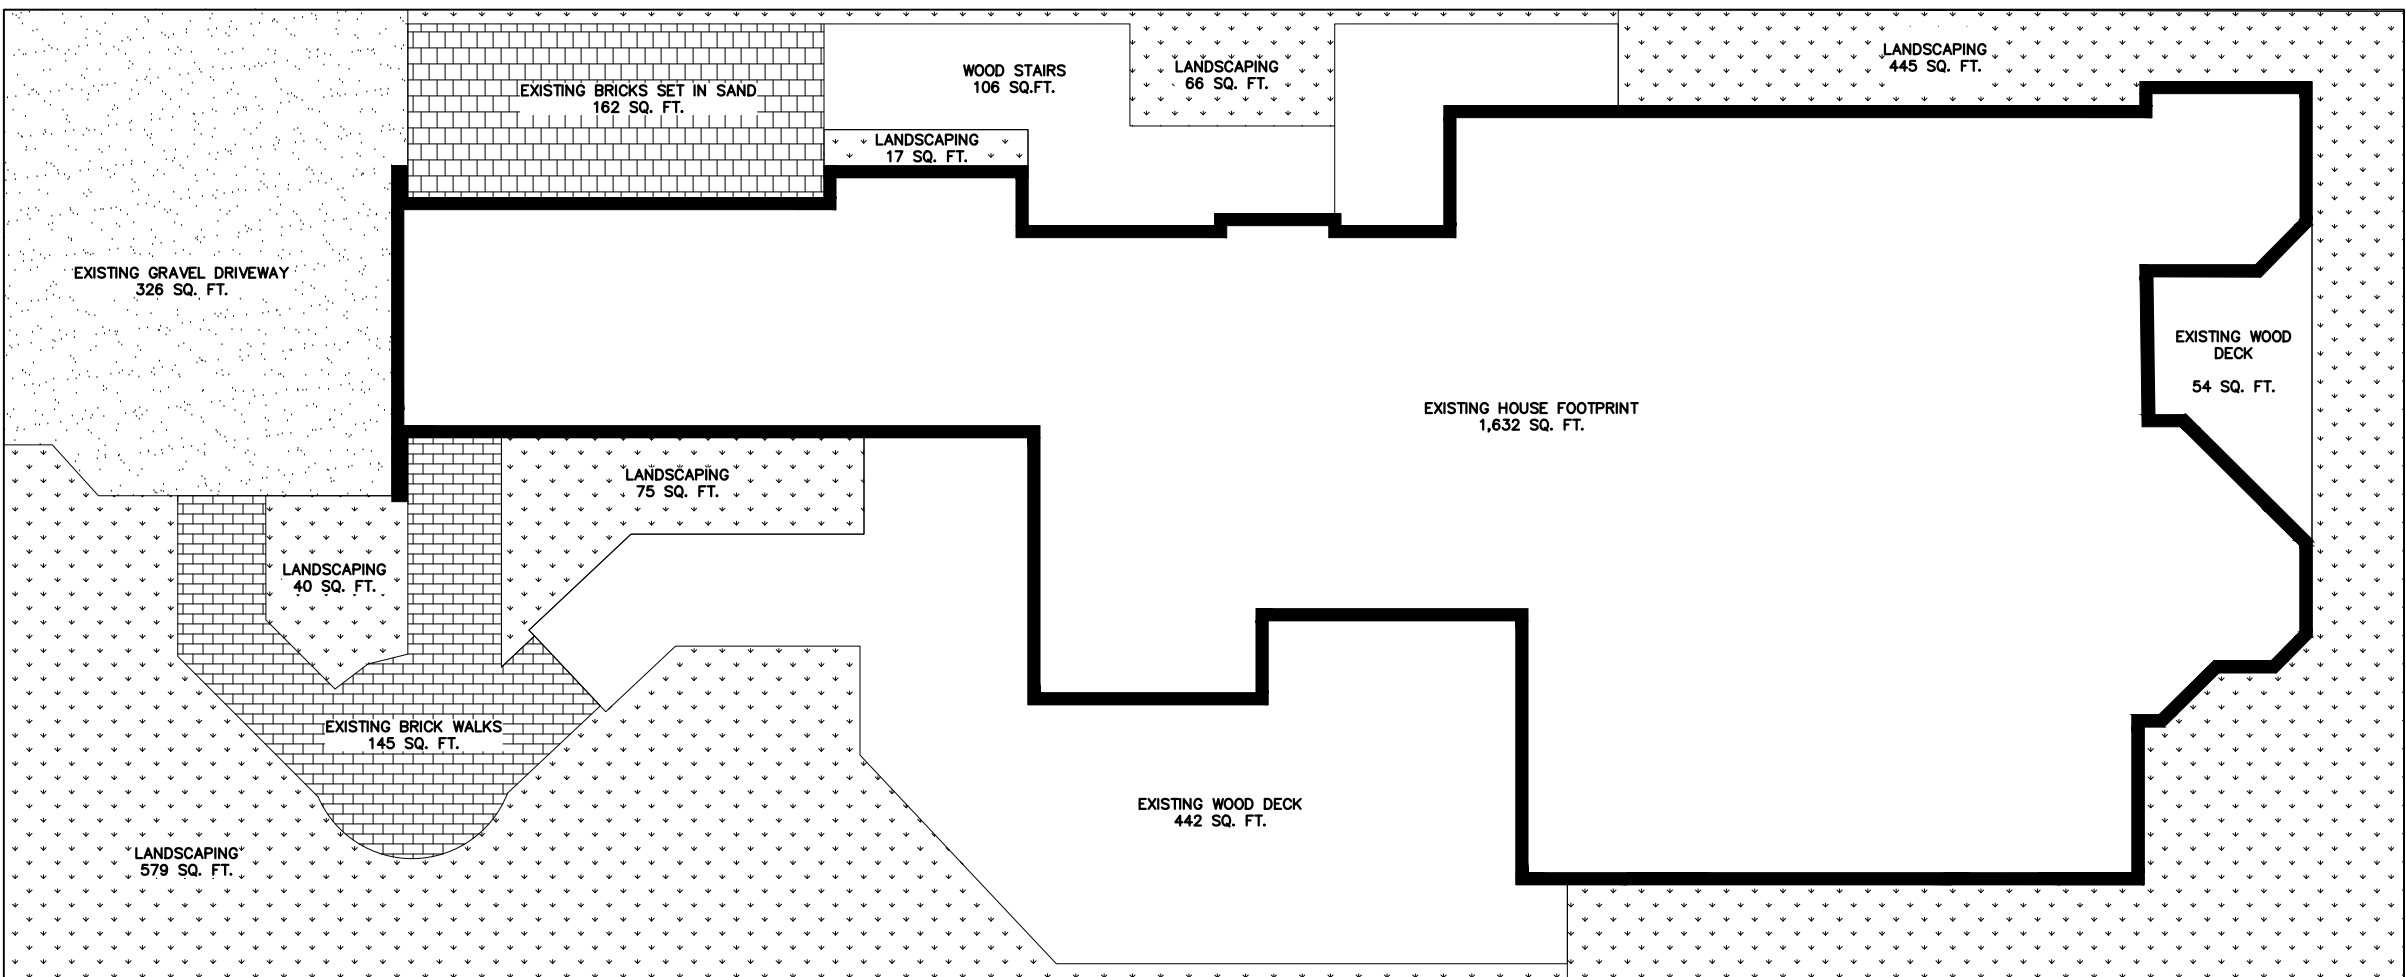 LANDSCAPING
445 SQ. FT.
WOOD STAIRS
106 SQ.FT.
LANDSCAPING
66 SQ. FT.
EXISTING BRICKS SET IN SAND
162 SQ. FT.
LANDSCAPING
17 SQ. FT.
EXISTING GRAVEL DRIVEWAY
326 SQ. FT.
EXISTING WOOD
DECK
54 SQ. FT.
EXISTING HOUSE FOOTPRINT
1,632 SQ. FT.
LANDSCAPING
75 SQ. FT.
LANDSCAPING
40 SQ. FT.
EXISTING BRICK WALKS
145 SQ. FT.
EXISTING WOOD DECK
442 SQ. FT.
LANDSCAPING
579 SQ. FT.